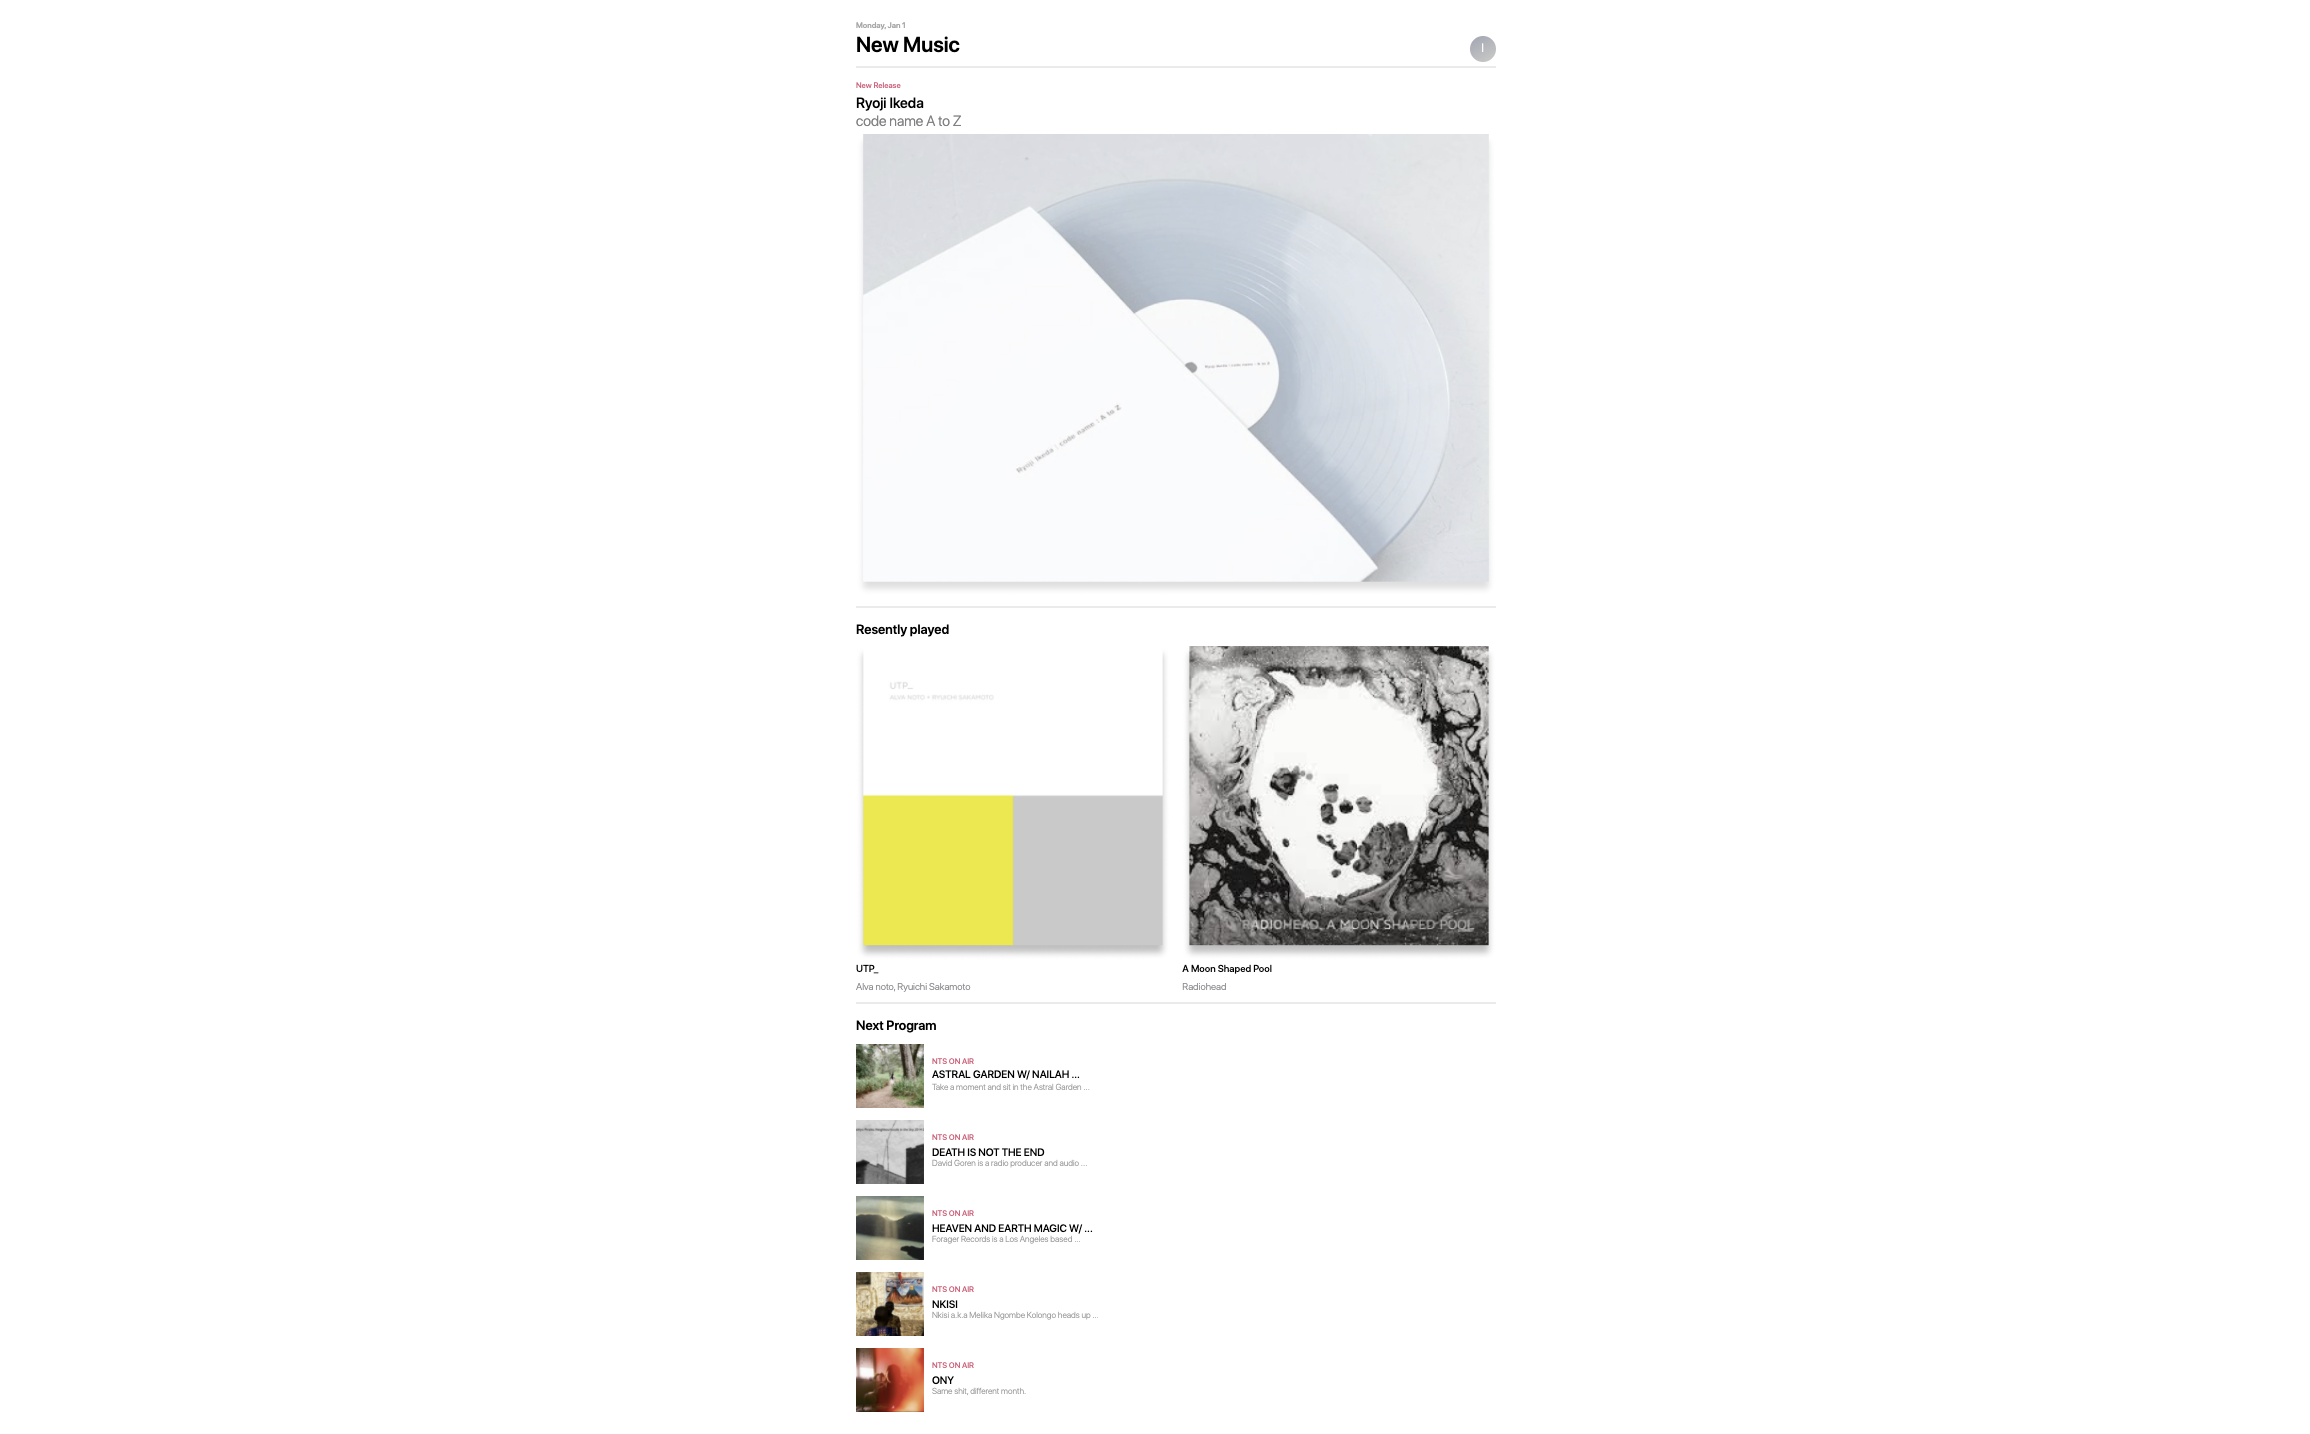 Monday, Jan 1
New Music
I
New Release
Ryoji Ikeda
code name A to Z
Ryoji Ikeda : code name : A to Z
Ryoji Ikeda : code name : A to Z
Resently played
UTP_
ALVA NOTO + RYUICHI SAKAMOTO
RADIOHEAD, A MOON SHAPED POOL
UTP_
Alva noto, Ryuichi Sakamoto
A Moon Shaped Pool
Radiohead
Next Program
NTS ON AIR
ASTRAL GARDEN W/ NAILAH ...
Take a moment and sit in the Astral Garden ...
NTS ON AIR
DEATH IS NOT THE END
David Goren is a radio producer and audio ...
NTS ON AIR
HEAVEN AND EARTH MAGIC W/ ...
Forager Records is a Los Angeles based ...
NTS ON AIR
NKISI
Nkisi a.k.a Melika Ngombe Kolongo heads up ...
NTS ON AIR
ONY
Same shit, different month.